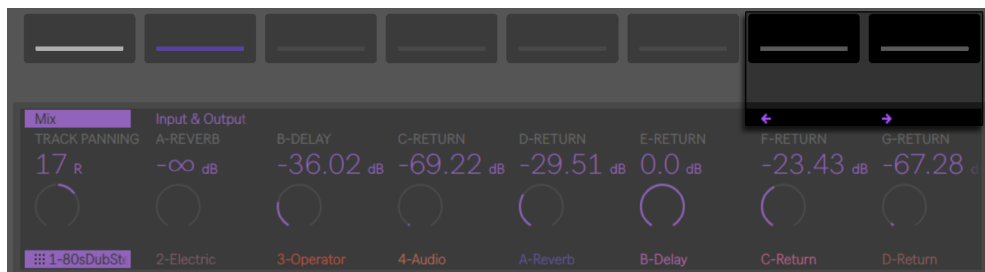 Mix Input & Output ← →
TRACK PANNING A-REVERB B-DELAY C-RETURN D-RETURN E-RETURN F-RETURN G-RETURN
17 R -∞ dB -36.02 dB -69.22 dB -29.51 dB 0.0 dB -23.43 dB -67.28 d
1-80sDubSt 2-Electric 3-Operator 4-Audio A-Reverb B-Delay C-Return D-Return